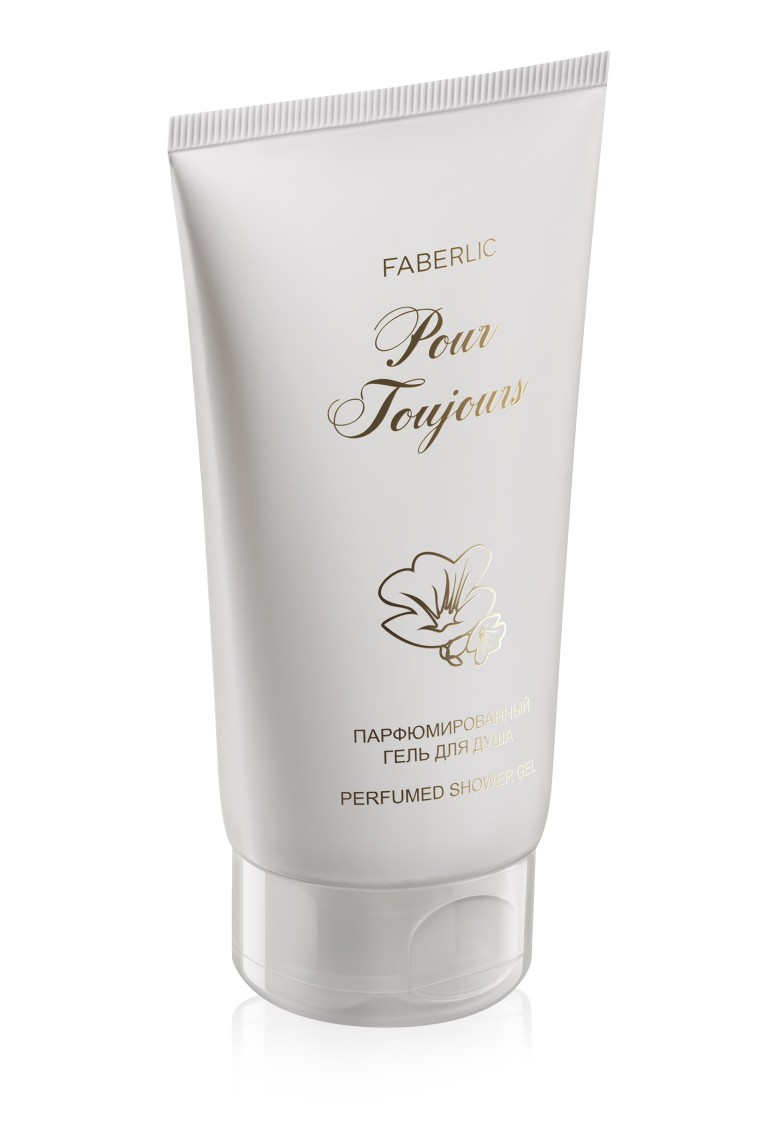 FABERLIC
Pour
Toujours
ПАРФЮМИРОВАННЫЙ
ГЕЛЬ ДЛЯ ДУША
PERFUMED SHOWER GEL